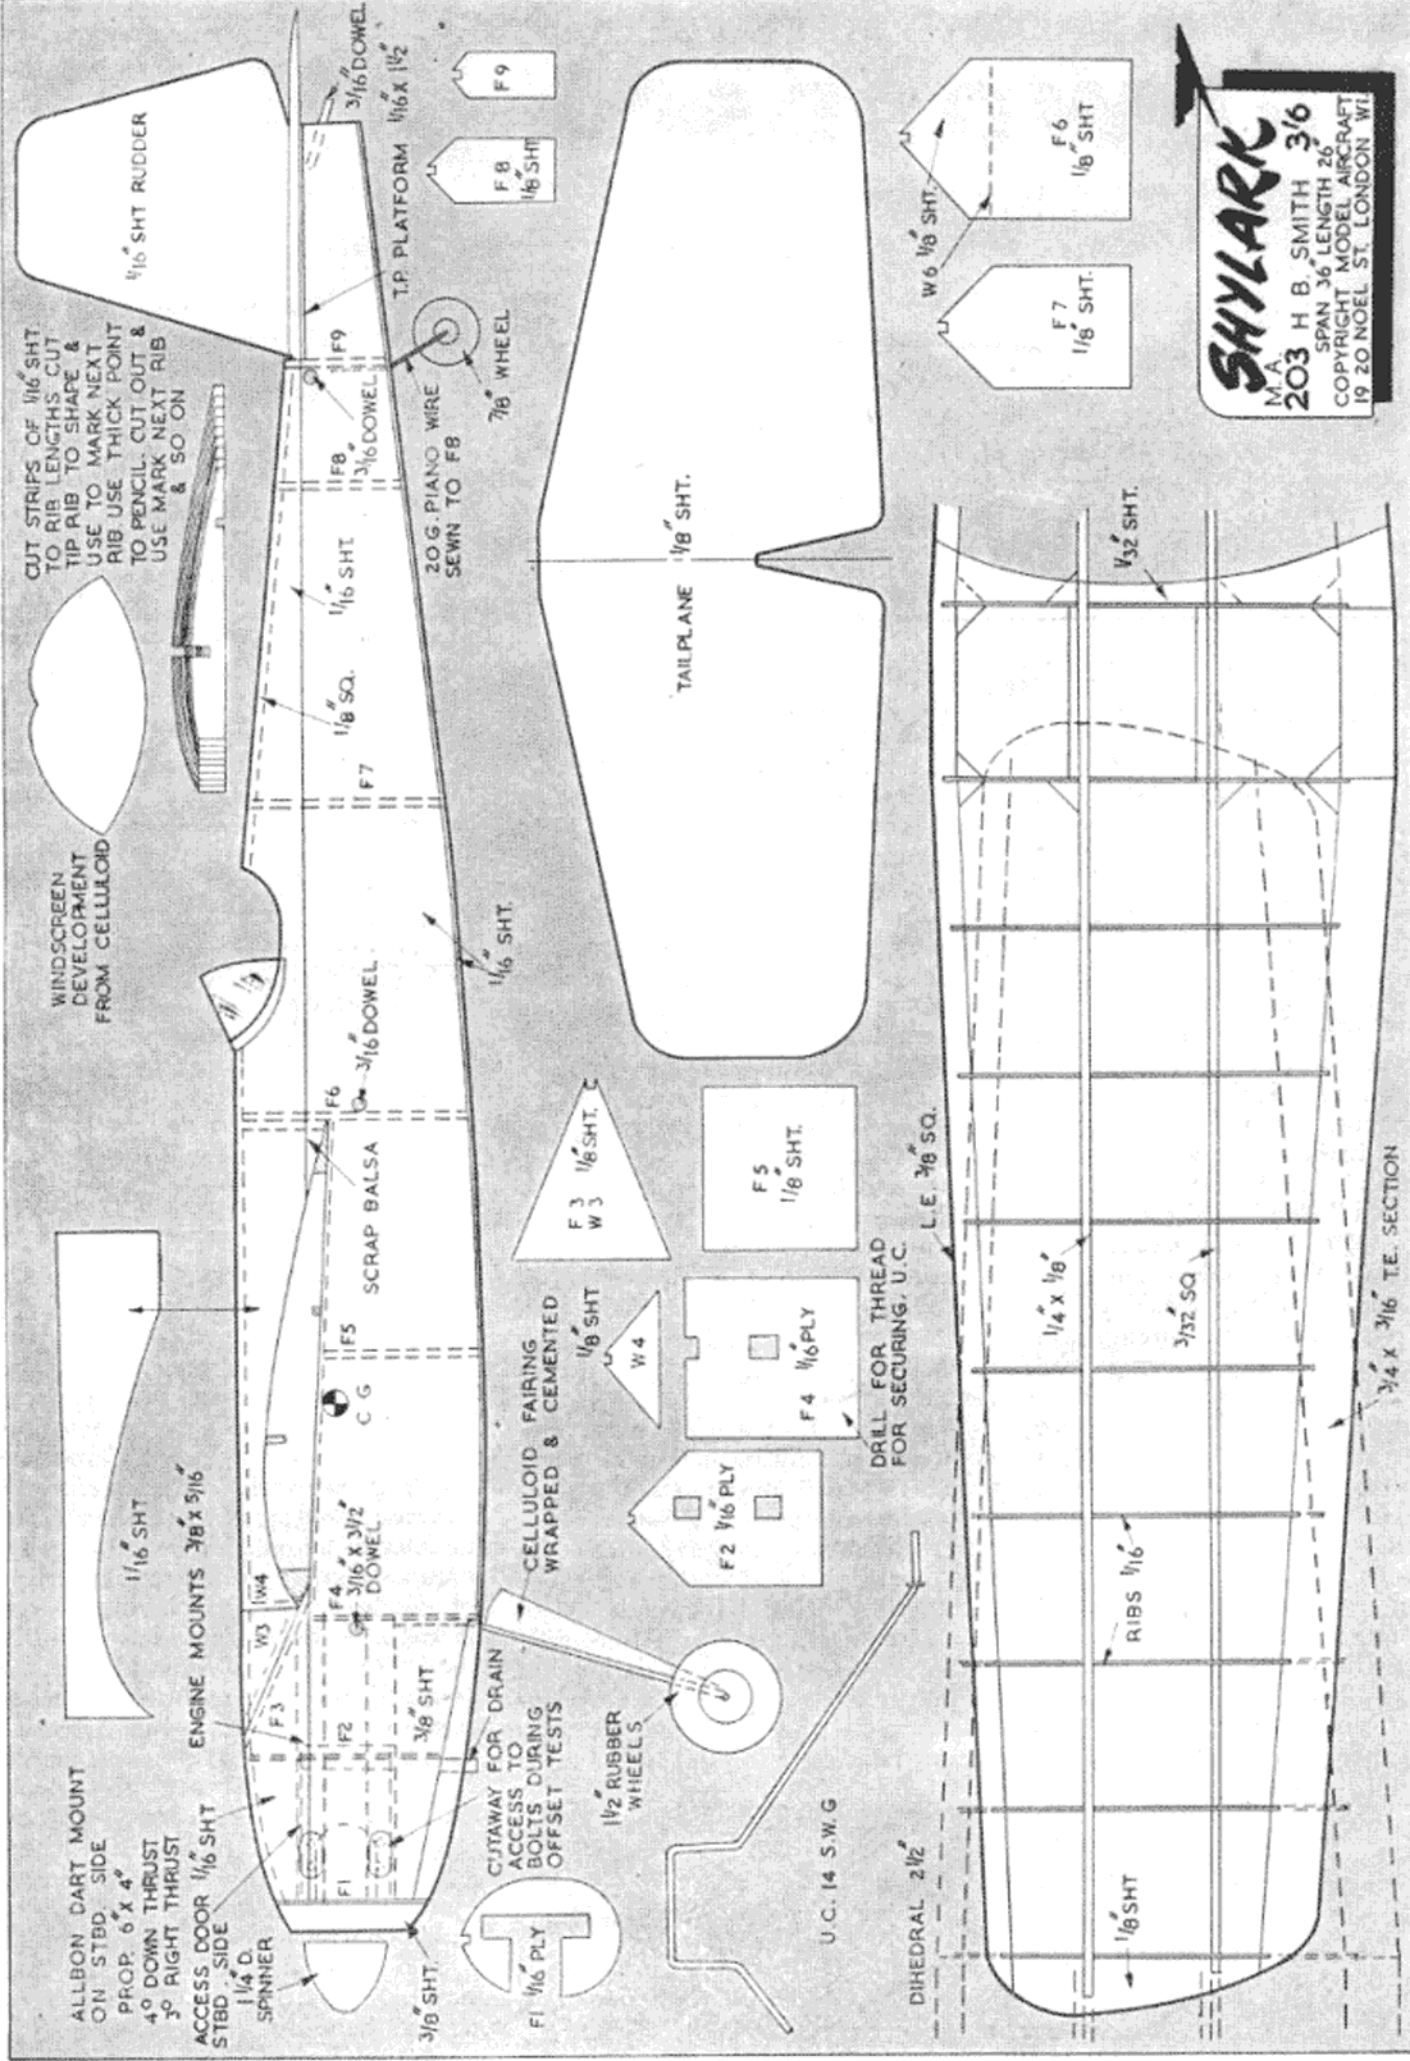 ALLBON DART MOUNT
ON STBD. SIDE
PROP. 6" X 4"
4° DOWN THRUST
3° RIGHT THRUST
ACCESS DOOR 1/16" SHT
STBD. SIDE
1 1/4" D.
SPINNER
1/16" SHT
ENGINE MOUNTS 3/8" X 5/16"
WINDSCREEN
DEVELOPMENT
FROM CELLULOID
CUT STRIPS OF 1/16" SHT.
TO RIB LENGTHS CUT
TIP RIB TO SHAPE &
USE TO MARK NEXT
RIB. USE THICK POINT
TO PENCIL. CUT OUT &
USE MARK NEXT RIB
& SO ON
1/16" SHT RUDDER
W3
W4
F3
F1
F2
F4
3/16" X 3 1/2"
DOWEL
3/8" SHT
C G
F5
SCRAP BALSA
F6
3/16" DOWEL
1/16" SHT.
F7
1/8" SQ.
1/16" SHT.
F8
3/16" DOWEL
F9
T.P. PLATFORM 1/16" X 1 1/2"
3/16" DOWEL
20 G. PIANO WIRE
SEWN TO F8
7/8" WHEEL
3/8" SHT.
F1 1/16" PLY
CUTAWAY FOR DRAIN
ACCESS TO
BOLTS DURING
OFFSET TESTS
1 1/2" RUBBER
WHEELS
CELLULOID FAIRING
WRAPPED & CEMENTED
U.C. 14 S.W.G
F2 1/16" PLY
1/8" SHT
W4
F4 1/16" PLY
DRILL FOR THREAD
FOR SECURING. U.C.
F3 1/8" SHT.
W3
F5
1/8" SHT.
TAILPLANE 1/8" SHT.
F8
1/8" SHT
F9
W6 1/8" SHT.
F7
1/8" SHT.
F6
1/8" SHT
DIHEDRAL 2 1/2"
1/8" SHT
RIBS 1/16"
L.E. 3/8" SQ.
1/4" X 1/8"
3/32" SQ
3/4" X 3/16" T.E. SECTION
1/32" SHT.
SHYLARK
M.A.
203 H. B. SMITH 3'6
SPAN 36" LENGTH 26"
COPYRIGHT MODEL AIRCRAFT
19 20 NOEL ST. LONDON W1.